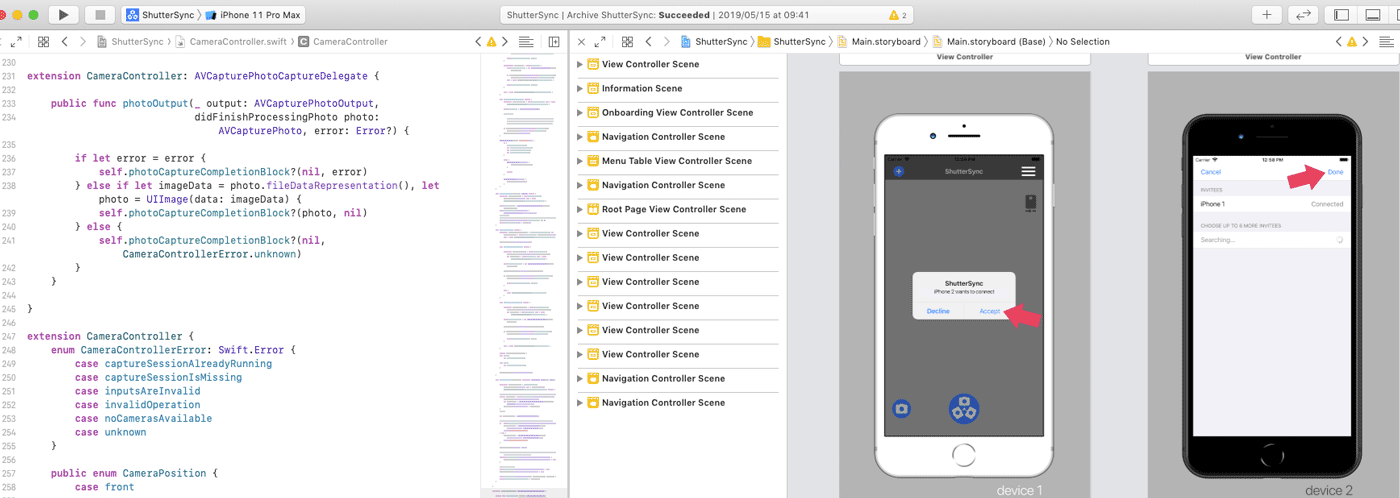 ShutterSync
iPhone 11 Pro Max
ShutterSync | Archive ShutterSync: Succeeded | 2019/05/15 at 09:41
2
ShutterSync
CameraController.swift
CameraController
230
231 extension CameraController: AVCapturePhotoCaptureDelegate {
232
233 public func photoOutput(_ output: AVCapturePhotoOutput,
234 didFinishProcessingPhoto photo:
AVCapturePhoto, error: Error?) {
235
236 if let error = error {
237 self.photoCaptureCompletionBlock?(nil, error)
238 } else if let imageData = photo.fileDataRepresentation(), let
photo = UIImage(data: imageData) {
239 self.photoCaptureCompletionBlock?(photo, nil)
240 } else {
241 self.photoCaptureCompletionBlock?(nil,
CameraControllerError.unknown)
242 }
243 }
244
245 }
246
247 extension CameraController {
248 enum CameraControllerError: Swift.Error {
249 case captureSessionAlreadyRunning
250 case captureSessionIsMissing
251 case inputsAreInvalid
252 case invalidOperation
253 case noCamerasAvailable
254 case unknown
255 }
256
257 public enum CameraPosition {
258 case front
ShutterSync
ShutterSync
Main.storyboard
Main.storyboard (Base)
No Selection
View Controller Scene
Information Scene
Onboarding View Controller Scene
Navigation Controller Scene
Menu Table View Controller Scene
Navigation Controller Scene
Root Page View Controller Scene
View Controller Scene
View Controller Scene
View Controller Scene
View Controller Scene
View Controller Scene
View Controller Scene
Navigation Controller Scene
Navigation Controller Scene
View Controller
Carrier 12:59 PM
ShutterSync
ShutterSync
iPhone 2 wants to connect
Decline Accept
device 1
View Controller
Carrier 12:58 PM
Cancel Done
INVITEES
iPhone 1 Connected
CHOOSE UP TO 6 MORE INVITEES
Searching...
device 2